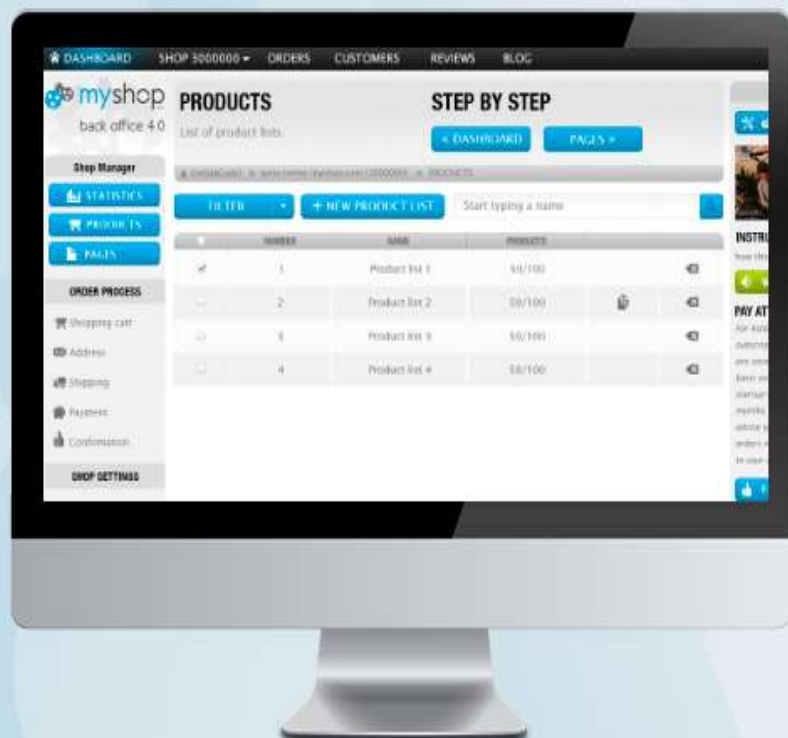 DASHBOARD SHOP 3000000 ORDERS CUSTOMERS REVIEWS BLOG
myshop
back office 4.0
PRODUCTS
List of product lists.
STEP BY STEP
« DASHBOARD PAGES »
Shop Manager
STATISTICS
PRODUCTS
PAGES
DASHBOARD PRODUCTS
FILTER + NEW PRODUCT LIST Start typing a name
NUMBER NAME PRODUCTS
1 Product list 1 50/100
2 Product list 2 50/100
Product list 3 50/100
4 Product list 4 50/100
ORDER PROCESS
Shopping cart
Address
Shipping
Payment
Confirmation
SHOP SETTINGS
INSTRU
PAY AT